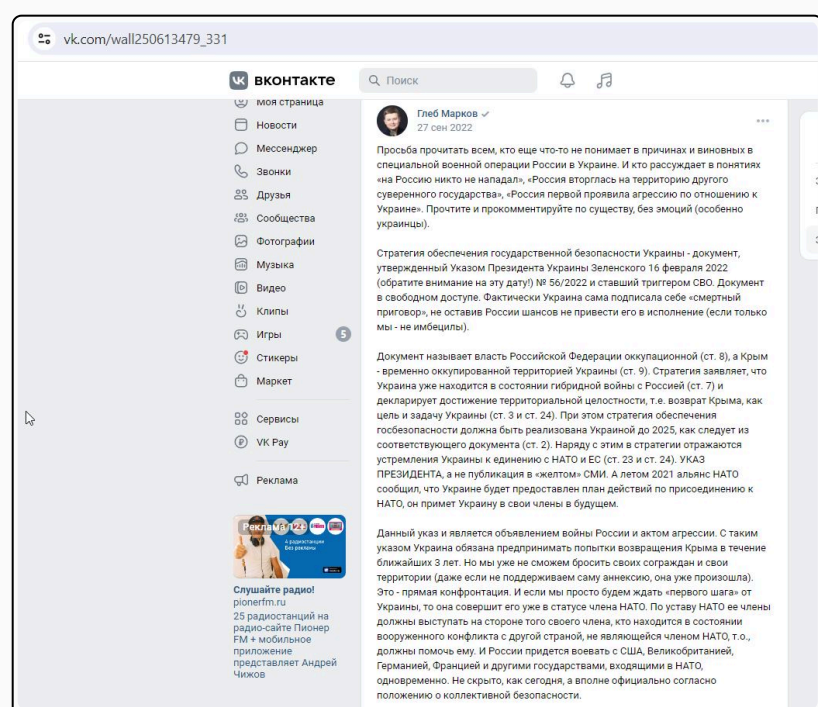 vk.com/wall250613479_331
вконтакте
Поиск
Моя страница
Новости
Мессенджер
Звонки
Друзья
Сообщества
Фотографии
Музыка
Видео
Клипы
Игры
5
Стикеры
Маркет
Сервисы
VK Pay
Реклама
Реклама 12+
Слушайте радио!
pionerfm.ru
25 радиостанций на
радио-сайте Пионер
FM + мобильное
приложение
представляет Андрей
Чижов
Глеб Марков
27 сен 2022
Просьба прочитать всем, кто еще что-то не понимает в причинах и виновных в
специальной военной операции России в Украине. И кто рассуждает в понятиях
«на Россию никто не нападал», «Россия вторглась на территорию другого
суверенного государства», «Россия первой проявила агрессию по отношению к
Украине». Прочтите и прокомментируйте по существу, без эмоций (особенно
украинцы).
Стратегия обеспечения государственной безопасности Украины - документ,
утвержденный Указом Президента Украины Зеленского 16 февраля 2022
(обратите внимание на эту дату!) № 56/2022 и ставший триггером СВО. Документ
в свободном доступе. Фактически Украина сама подписала себе «смертный
приговор», не оставив России шансов не привести его в исполнение (если только
мы - не имбецилы).
Документ называет власть Российской Федерации оккупационной (ст. 8), а Крым
- временно оккупированной территорией Украины (ст. 9). Стратегия заявляет, что
Украина уже находится в состоянии гибридной войны с Россией (ст. 7) и
декларирует достижение территориальной целостности, т.е. возврат Крыма, как
цель и задачу Украины (ст. 3 и ст. 24). При этом стратегия обеспечения
госбезопасности должна быть реализована Украиной до 2025, как следует из
соответствующего документа (ст. 2). Наряду с этим в стратегии отражаются
устремления Украины к единению с НАТО и ЕС (ст. 23 и ст. 24). УКАЗ
ПРЕЗИДЕНТА, а не публикация в «желтом» СМИ. А летом 2021 альянс НАТО
сообщил, что Украине будет предоставлен план действий по присоединению к
НАТО, он примет Украину в свои члены в будущем.
Данный указ и является объявлением войны России и актом агрессии. С таким
указом Украина обязана предпринимать попытки возвращения Крыма в течение
ближайших 3 лет. Но мы уже не сможем бросить своих сограждан и свои
территории (даже если не поддерживаем саму аннексию, она уже произошла).
Это - прямая конфронтация. И если мы просто будем ждать «первого шага» от
Украины, то она совершит его уже в статусе члена НАТО. По уставу НАТО ее члены
должны выступать на стороне того своего члена, кто находится в состоянии
вооруженного конфликта с другой страной, не являющейся членом НАТО, т.о.,
должны помочь ему. И России придется воевать с США, Великобританией,
Германией, Францией и другими государствами, входящими в НАТО,
одновременно. Не скрыто, как сегодня, а вполне официально согласно
положению о коллективной безопасности.